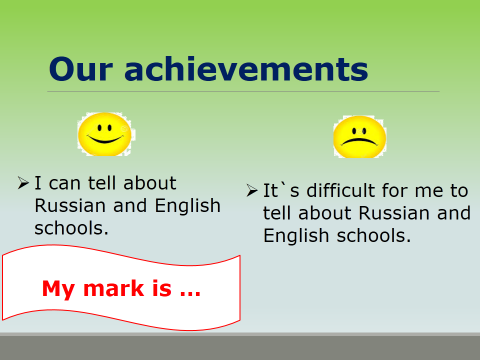 Our achievements
I can tell about
Russian and English
schools.
It`s difficult for me to
tell about Russian and
English schools.
My mark is ...